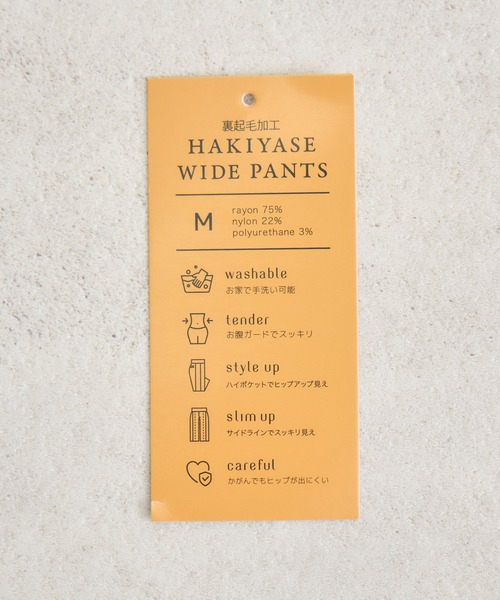 裏起毛加工
HAKIYASE
WIDE PANTS
M
rayon 75%
nylon 22%
polyurethane 3%
washable
お家で手洗い可能
tender
お腹ガードでスッキリ
style up
ハイポケットでヒップアップ見え
slim up
サイドラインでスッキリ見え
careful
かがんでもヒップが出にくい